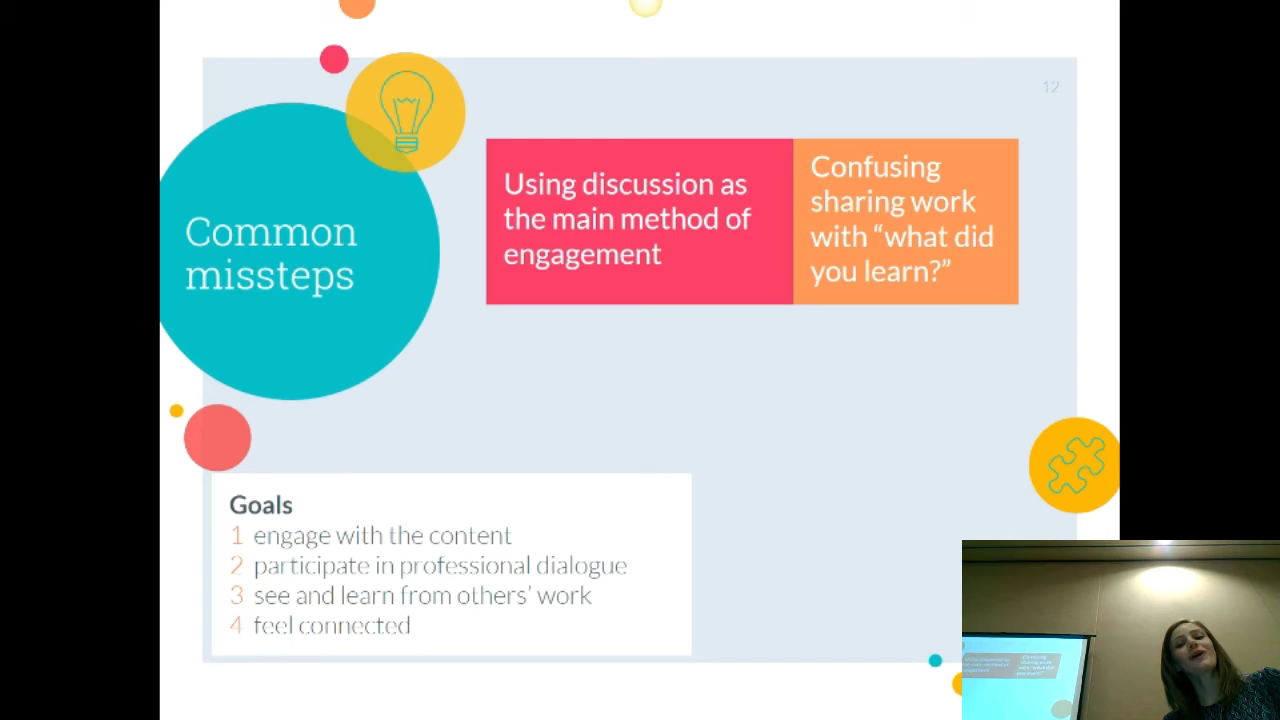 12
Common
missteps
Using discussion as
the main method of
engagement
Confusing
sharing work
with “what did
you learn?”
Goals
1 engage with the content
2 participate in professional dialogue
3 see and learn from others’ work
4 feel connected